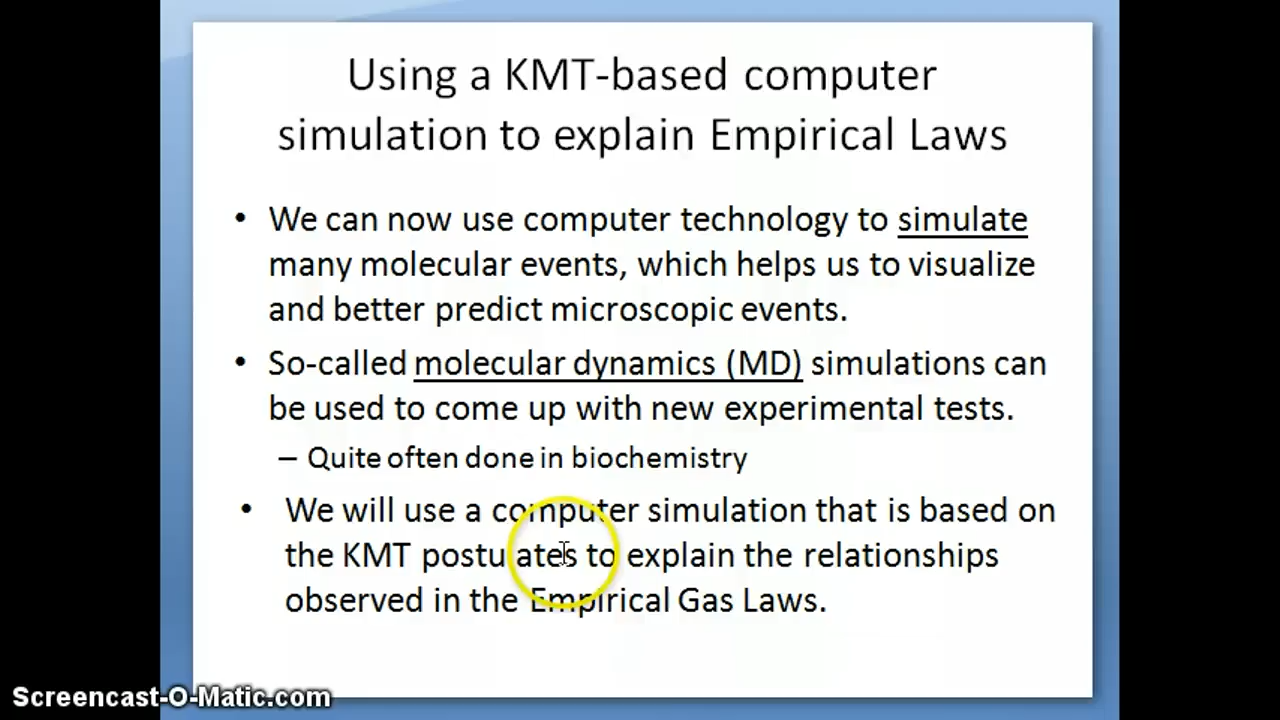 Using a KMT-based computer
simulation to explain Empirical Laws
• We can now use computer technology to simulate
many molecular events, which helps us to visualize
and better predict microscopic events.
• So-called molecular dynamics (MD) simulations can
be used to come up with new experimental tests.
– Quite often done in biochemistry
• We will use a computer simulation that is based on
the KMT postulates to explain the relationships
observed in the Empirical Gas Laws.
Screencast-O-Matic.com